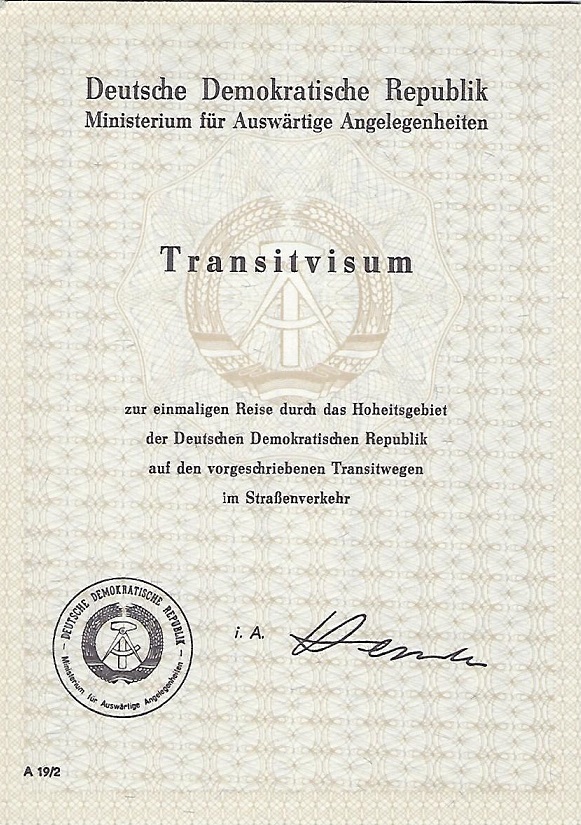 Deutsche Demokratische Republik
Ministerium für Auswärtige Angelegenheiten
Transitvisum
zur einmaligen Reise durch das Hoheitsgebiet
der Deutschen Demokratischen Republik
auf den vorgeschriebenen Transitwegen
im Straßenverkehr
DEUTSCHE DEMOKRATISCHE REPUBLIK
Ministerium für Auswärtige Angelegenheiten
i. A.
A 19/2